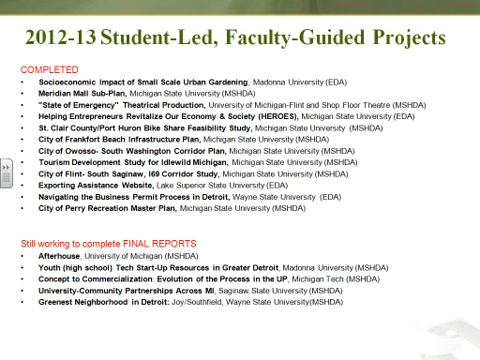 2012-13 Student-Led, Faculty-Guided Projects
COMPLETED
• Socioeconomic Impact of Small Scale Urban Gardening, Madonna University (EDA)
• Meridian Mall Sub-Plan, Michigan State University (MSHDA)
• "State of Emergency" Theatrical Production, University of Michigan-Flint and Shop Floor Theatre (MSHDA)
• Helping Entrepreneurs Revitalize Our Economy & Society (HEROES), Michigan State University (EDA)
• St. Clair County/Port Huron Bike Share Feasibility Study, Michigan State University (MSHDA)
• City of Frankfort Beach Infrastructure Plan, Michigan State University (MSHDA)
• City of Owosso- South Washington Corridor Plan, Michigan State University (MSHDA)
• Tourism Development Study for Idlewild Michigan, Michigan State University (MSHDA)
• City of Flint- South Saginaw, I69 Corridor Study, Michigan State University (MSHDA)
• Exporting Assistance Website, Lake Superior State University (EDA)
• Navigating the Business Permit Process in Detroit, Wayne State University (EDA)
• City of Perry Recreation Master Plan, Michigan State University (MSHDA)
Still working to complete FINAL REPORTS
• Afterhouse, University of Michigan (MSHDA)
• Youth (high school) Tech Start-Up Resources in Greater Detroit, Madonna University (MSHDA)
• Concept to Commercialization: Evolution of the Process in the UP, Michigan Tech (MSHDA)
• University-Community Partnerships Across MI, Saginaw State University (MSHDA)
• Greenest Neighborhood in Detroit: Joy/Southfield, Wayne State University(MSHDA)